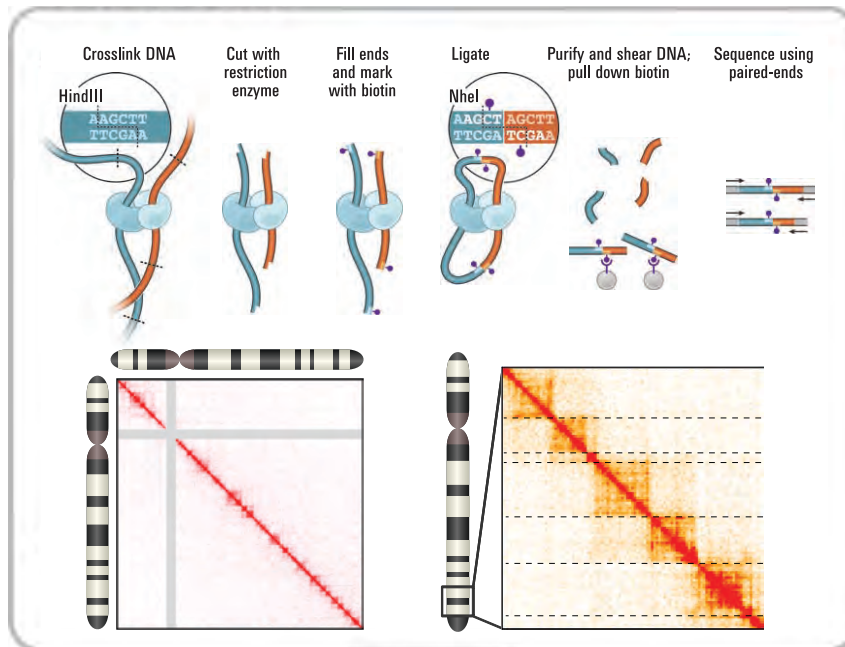 Crosslink DNA
Cut with
restriction
enzyme
Fill ends
and mark
with biotin
Ligate
Purify and shear DNA;
pull down biotin
Sequence using
paired-ends
HindIII
AAGCTT
TTCGAA
NheI
AAGCT AGCTT
TTCGA TCGAA